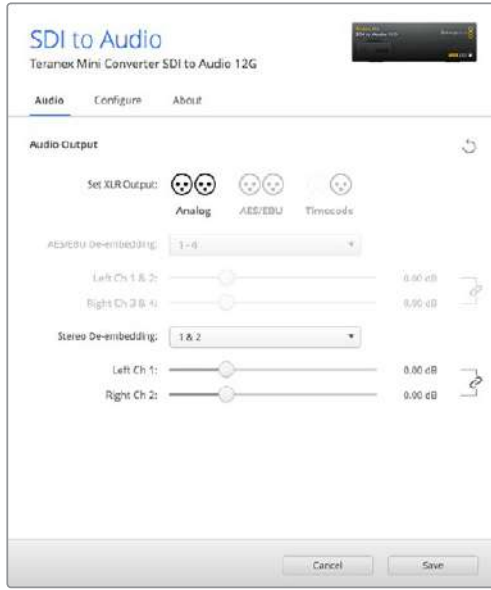 SDI to Audio
Teranex Mini Converter SDI to Audio 12G
Audio Configure About
Audio Output
Set XLR Output:
Analog AES/EBU Timecode
AES/EBU De-embedding:
Left Ch 1 & 2: 0.00 dB
Right Ch 3 & 4: 0.00 dB
Stereo De-embedding: 1 & 2
Left Ch 1: 0.00 dB
Right Ch 2: 0.00 dB
Cancel Save